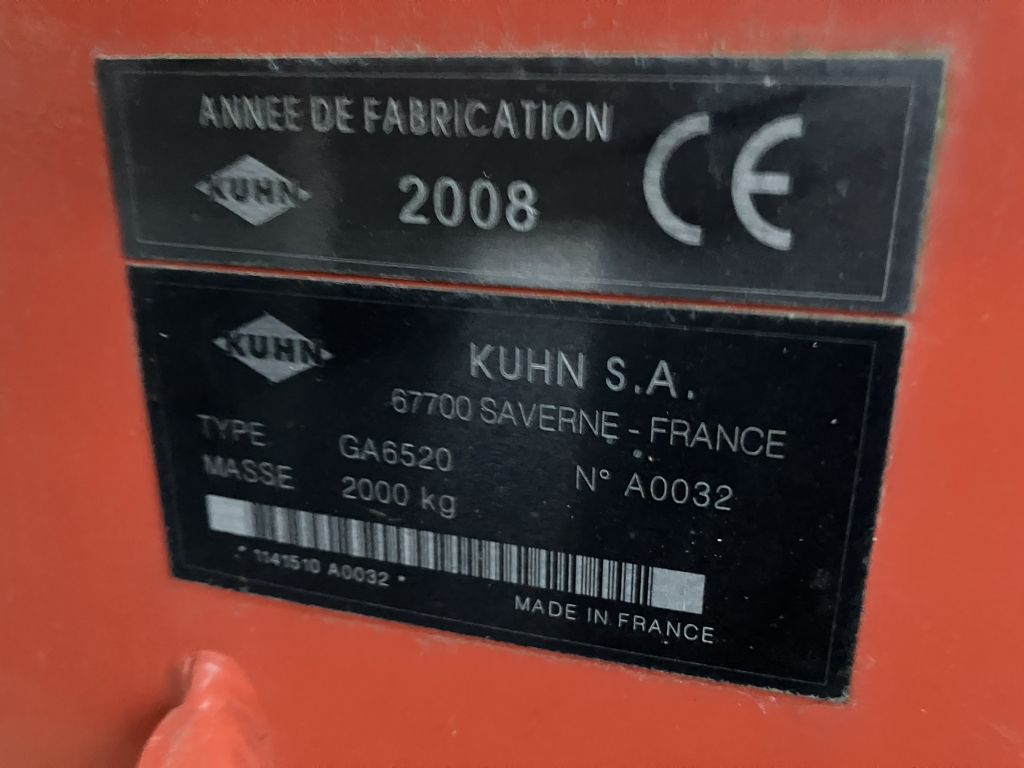 ANNEE DE FABRICATION
KUHN 2008 CE
KUHN
KUHN S.A.
67700 SAVERNE - FRANCE
TYPE GA6520 N° A0032
MASSE 2000 kg
* 1141510 A0032 *
MADE IN FRANCE